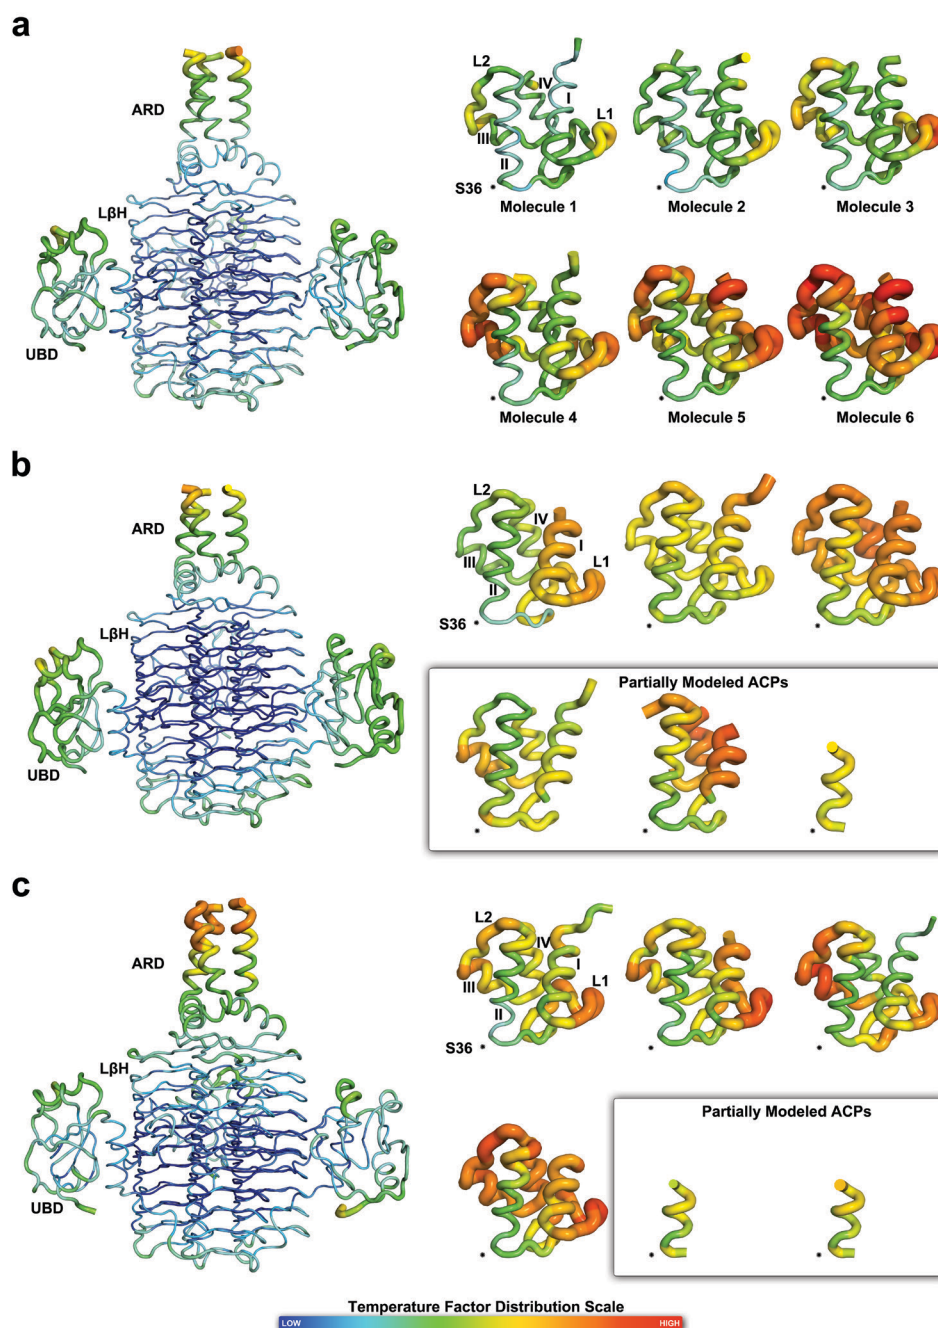 a
ARD
LβH
UBD
L2
IV
I
L1
III
II
S36
Molecule 1
Molecule 2
Molecule 3
Molecule 4
Molecule 5
Molecule 6
b
ARD
LβH
UBD
L2
IV
I
L1
III
II
S36
Partially Modeled ACPs
c
ARD
LβH
UBD
L2
IV
I
L1
III
II
S36
Partially Modeled ACPs
Temperature Factor Distribution Scale
LOW
HIGH